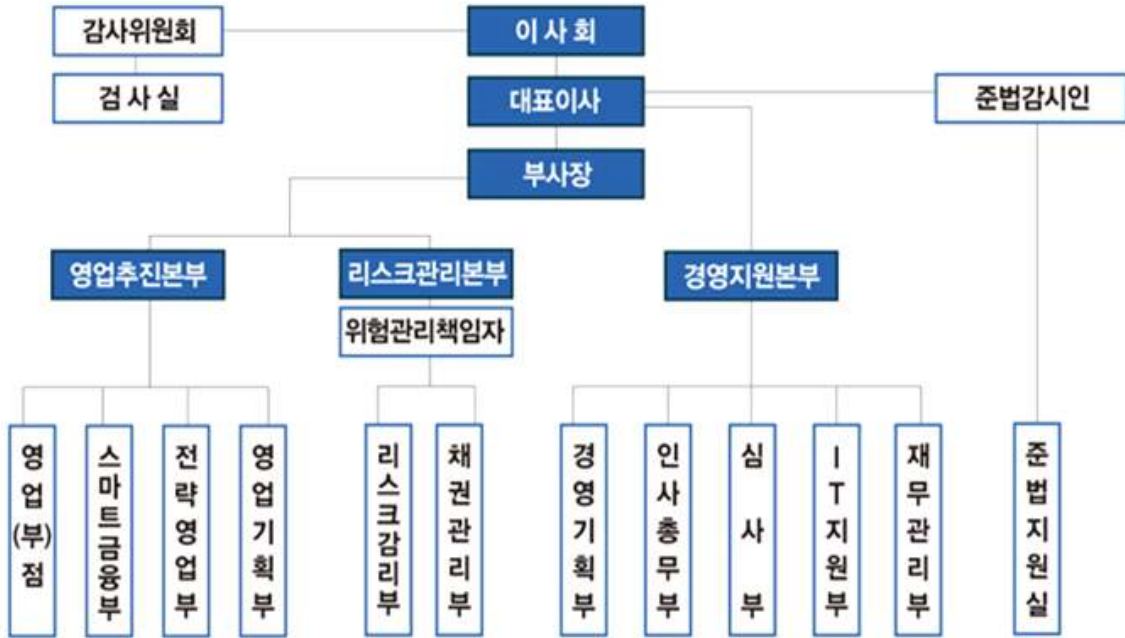 감사위원회
이 사 회
검 사 실
대표이사
준법감시인
부사장
영업추진본부
리스크관리본부
경영지원본부
위험관리책임자
영업(부)점
스마트금융부
전략영업부
영업기획부
리스크감리부
채권관리부
경영기획부
인사총무부
심 사 부
IT지원부
재무관리부
준법지원실